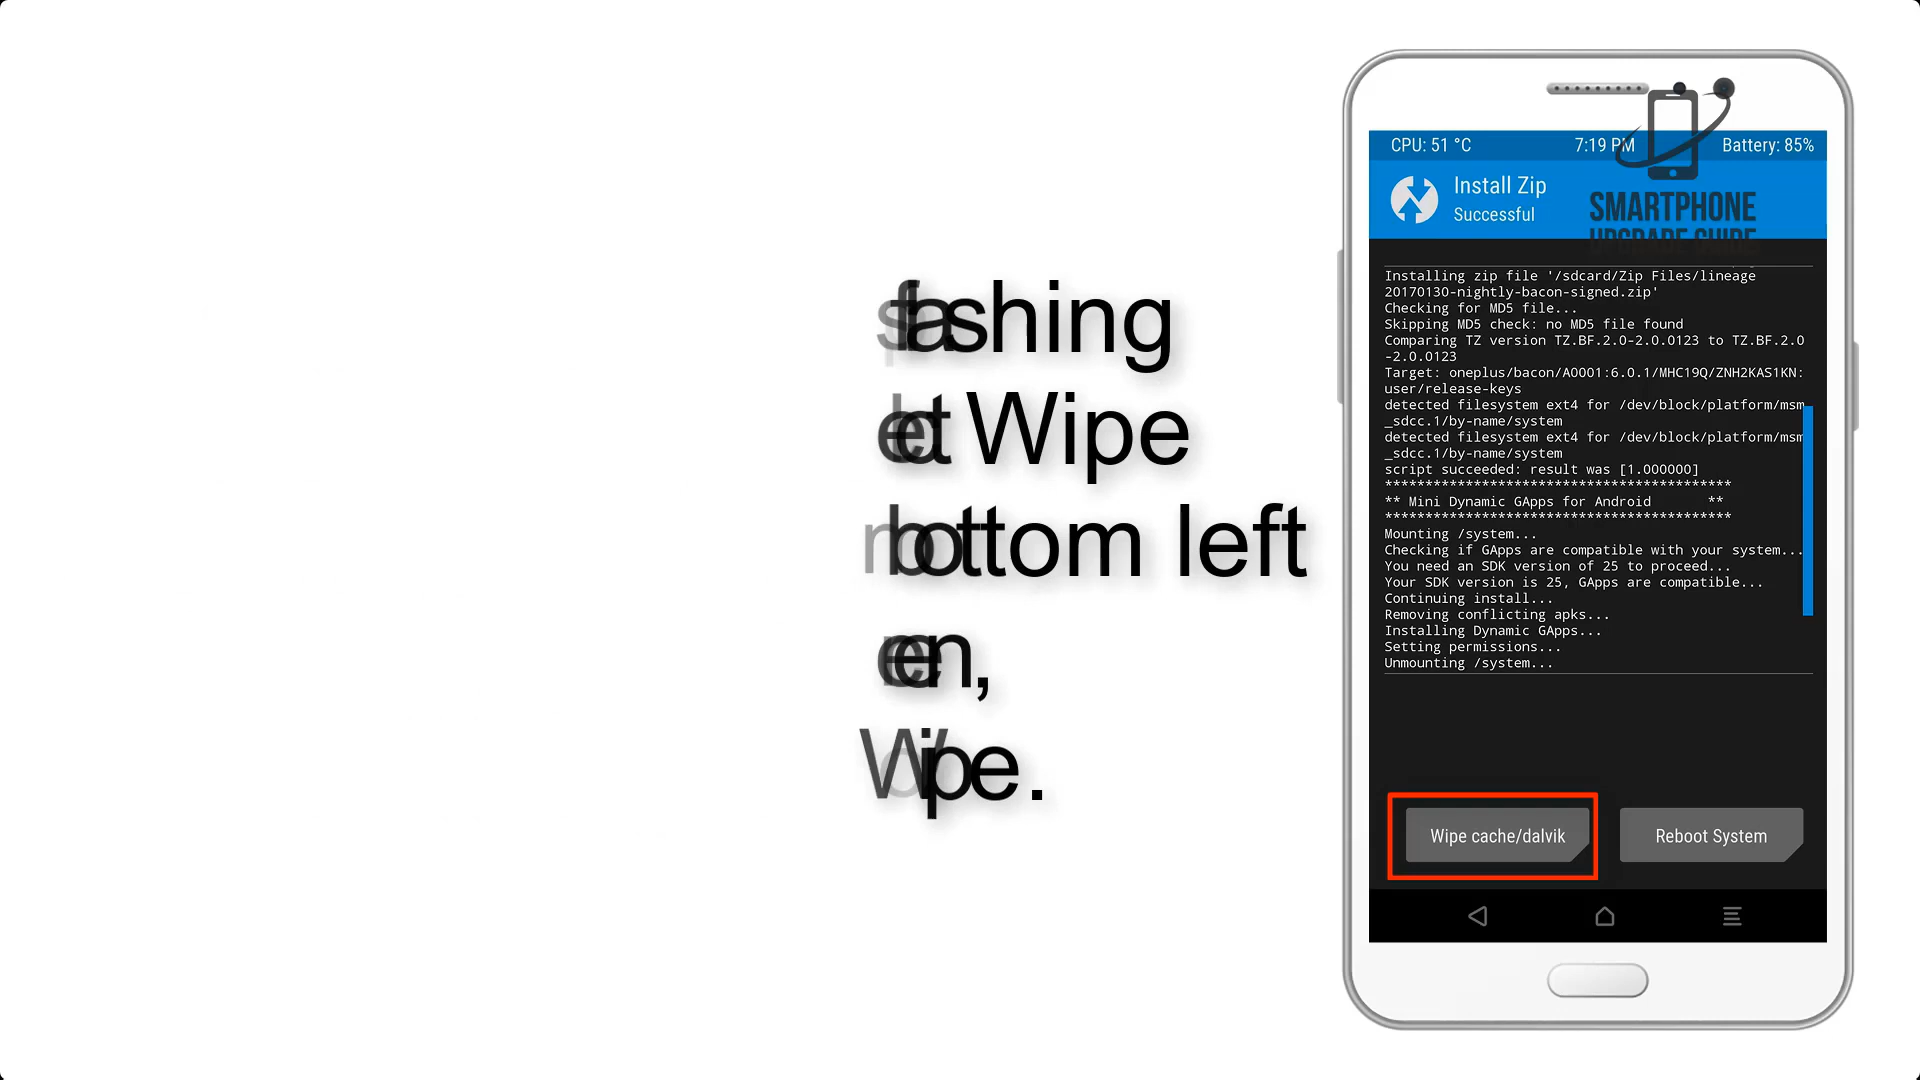 flashing
Wipe
bottom left
Wipe.
CPU: 51 °C
7:19 PM
Battery: 85%
Install Zip
Successful
SMARTPHONE
UPGRADE GUIDE
Installing zip file '/sdcard/Zip Files/lineage
20170130-nightly-bacon-signed.zip'
Checking for MD5 file...
Skipping MD5 check: no MD5 file found
Comparing TZ version TZ.BF.2.0-2.0.0123 to TZ.BF.2.0
-2.0.0123
Target: oneplus/bacon/A0001:6.0.1/MHC19Q/ZNH2KAS1KN:
user/release-keys
detected filesystem ext4 for /dev/block/platform/msm
_sdcc.1/by-name/system
detected filesystem ext4 for /dev/block/platform/msm
_sdcc.1/by-name/system
script succeeded: result was [1.000000]
*******************************************
** Mini Dynamic GApps for Android       **
*******************************************
Mounting /system...
Checking if GApps are compatible with your system...
You need an SDK version of 25 to proceed...
Your SDK version is 25, GApps are compatible...
Continuing install...
Removing conflicting apks...
Installing Dynamic GApps...
Setting permissions...
Unmounting /system...
Wipe cache/dalvik
Reboot System